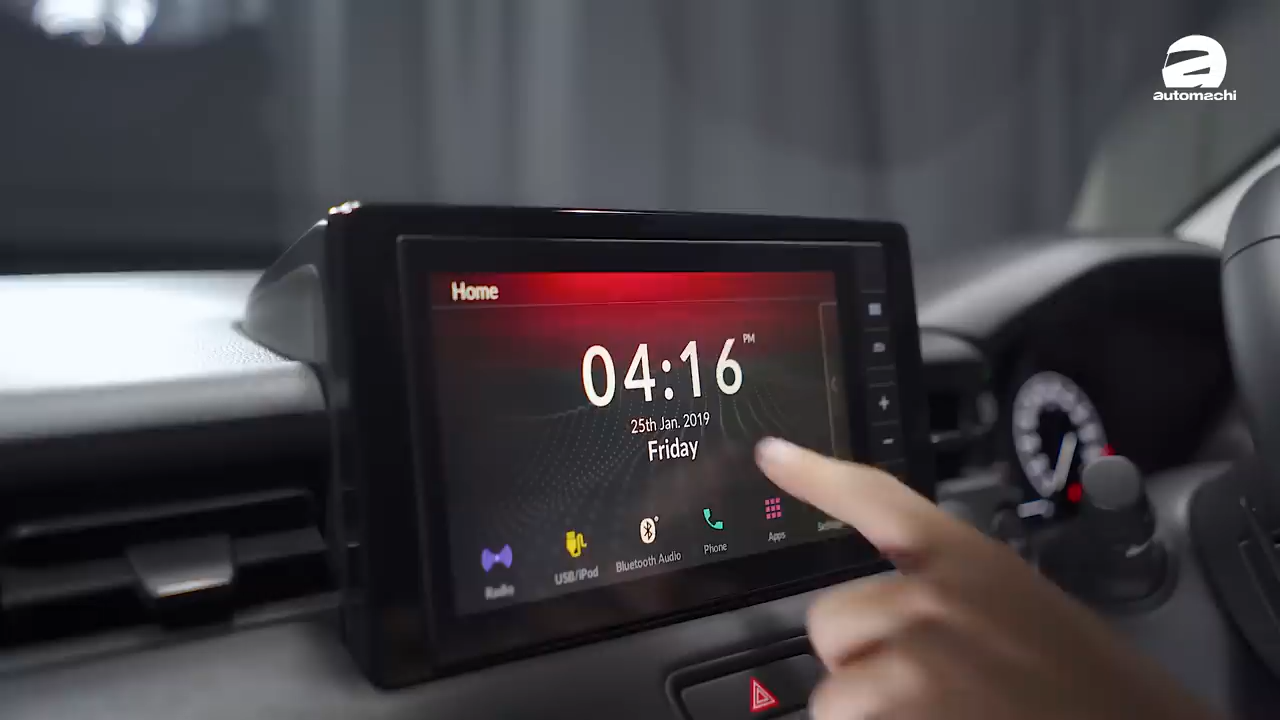 automachi
Home
04:16 PM
25th Jan. 2019
Friday
Radio
USB/iPod
Bluetooth Audio
Phone
Apps